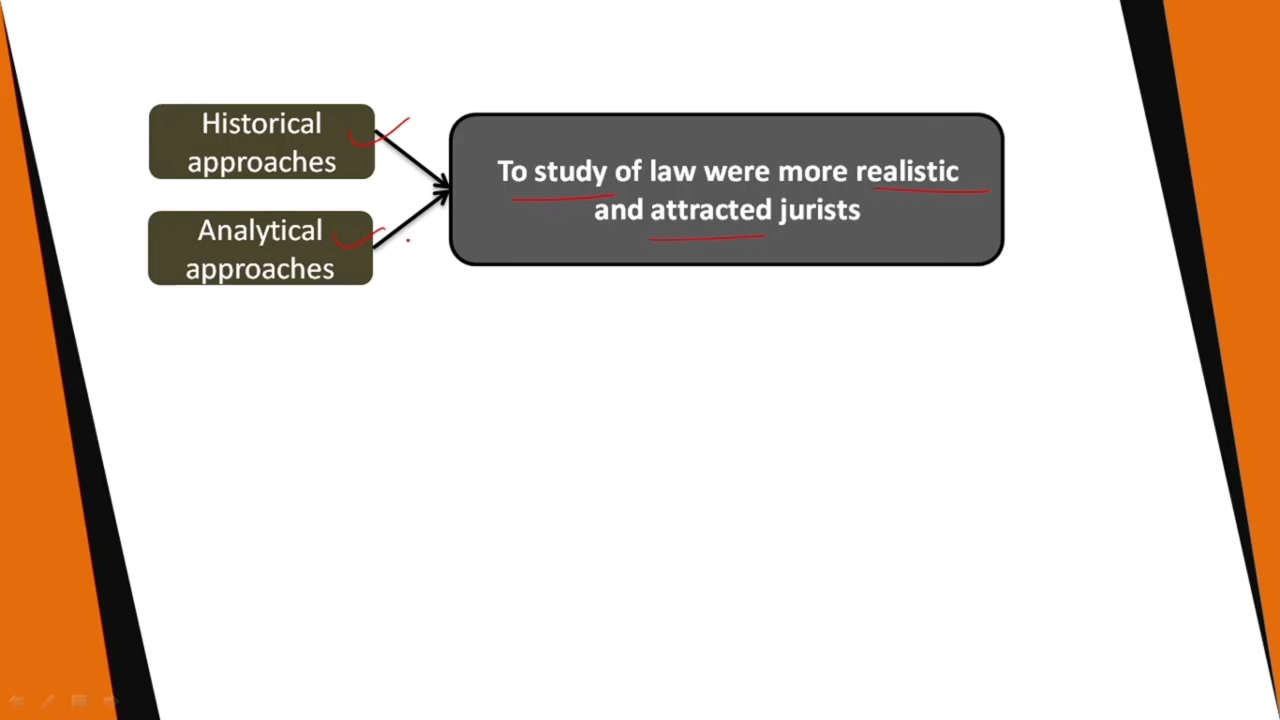 Historical
approaches
Analytical
approaches
To study of law were more realistic
and attracted jurists